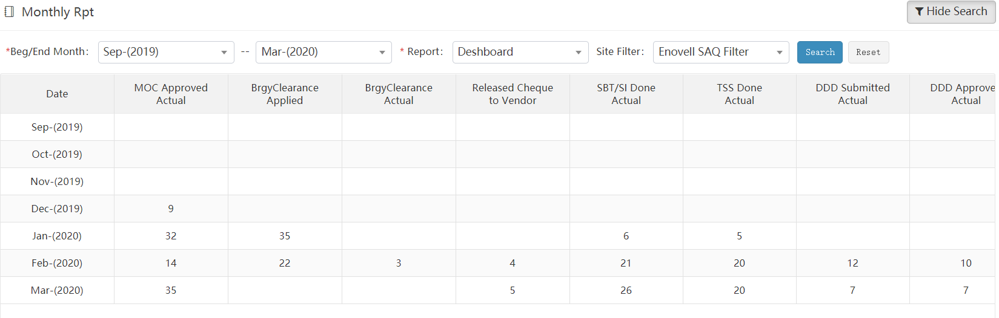 Monthly Rpt
Hide Search
*Beg/End Month: Sep-(2019) -- Mar-(2020) * Report: Deshboard Site Filter: Enovell SAQ Filter Search Reset
Date
MOC Approved
Actual
BrgyClearance
Applied
BrgyClearance
Actual
Released Cheque
to Vendor
SBT/SI Done
Actual
TSS Done
Actual
DDD Submitted
Actual
DDD Approve
Actual
Sep-(2019)
Oct-(2019)
Nov-(2019)
Dec-(2019) 9
Jan-(2020) 32 35 6 5
Feb-(2020) 14 22 3 4 21 20 12 10
Mar-(2020) 35 5 26 20 7 7